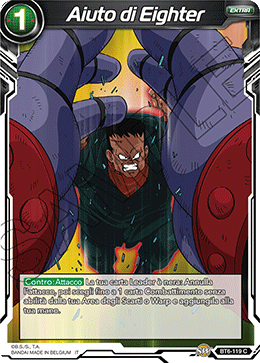 1
Aiuto di Eighter
EXTRA
Contro: Attacco La tua carta Leader è nera: Annulla
l'attacco, poi scegli fino a 1 carta Combattimento senza
abilità dalla tua Area degli Scarti o Warp e aggiungila alla
tua mano.
©B.S./S., T.A.
BANDAI MADE IN BELGIUM IT
BT6-119 C